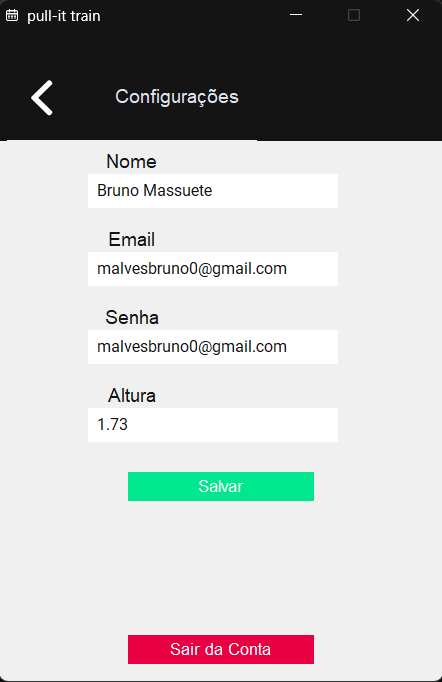 pull-it train
Configurações
Nome
Bruno Massuete
Email
malvesbruno0@gmail.com
Senha
malvesbruno0@gmail.com
Altura
1.73
Salvar
Sair da Conta